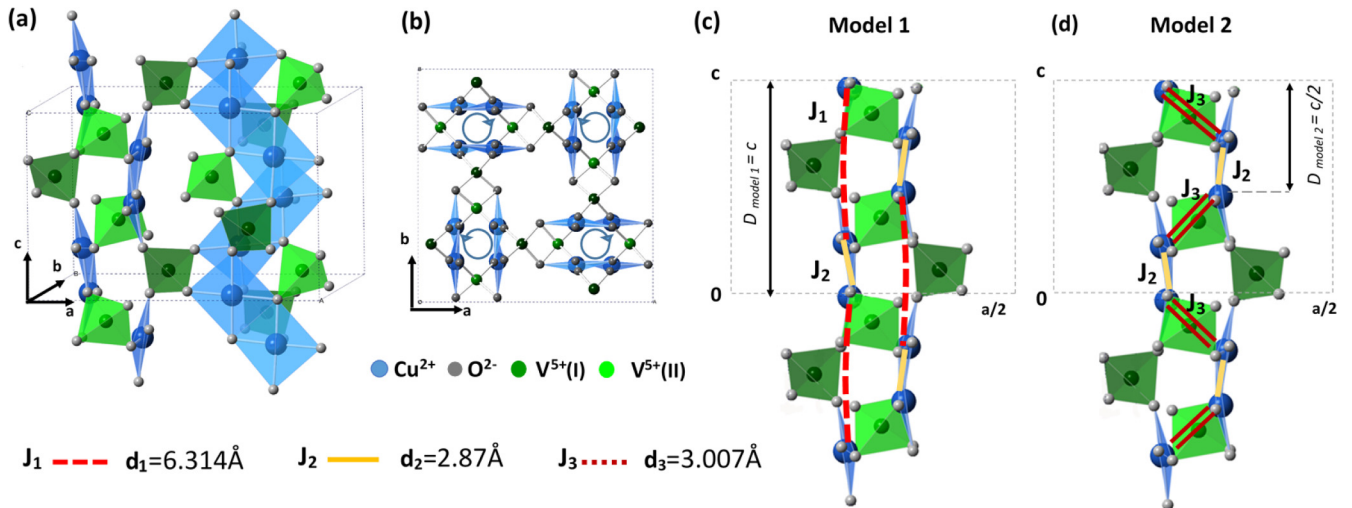 (a)
c
b
a
(b)
b
a
Cu2+ O2- V5+(I) V5+(II)
(c) Model 1
c
J1
D model 1 = c
J2
0
a/2
(d) Model 2
c
J3
D model 2 = c/2
J2
J3
J2
0
J3
a/2
J1 d1=6.314Å J2 d2=2.87Å J3 d3=3.007Å